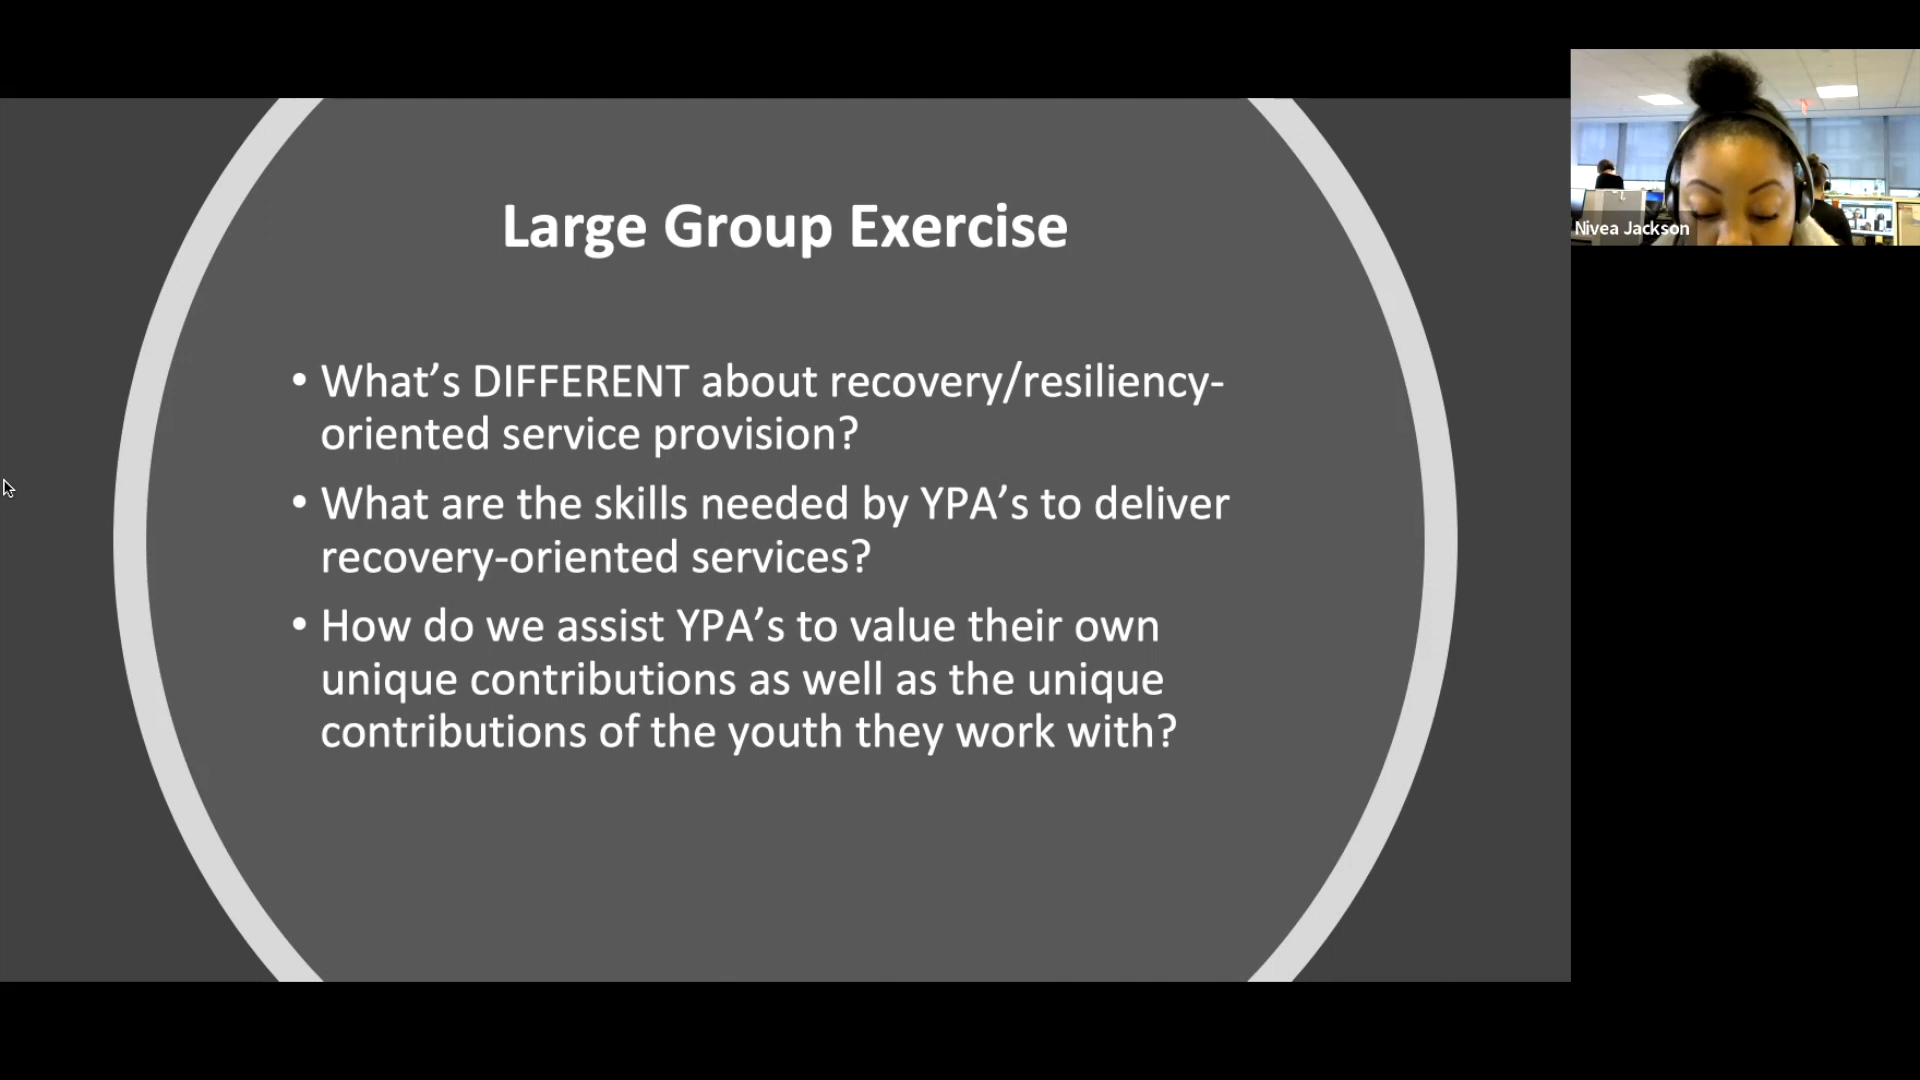 Large Group Exercise
• What’s DIFFERENT about recovery/resiliency-
oriented service provision?
• What are the skills needed by YPA’s to deliver
recovery-oriented services?
• How do we assist YPA’s to value their own
unique contributions as well as the unique
contributions of the youth they work with?
Nivea Jackson